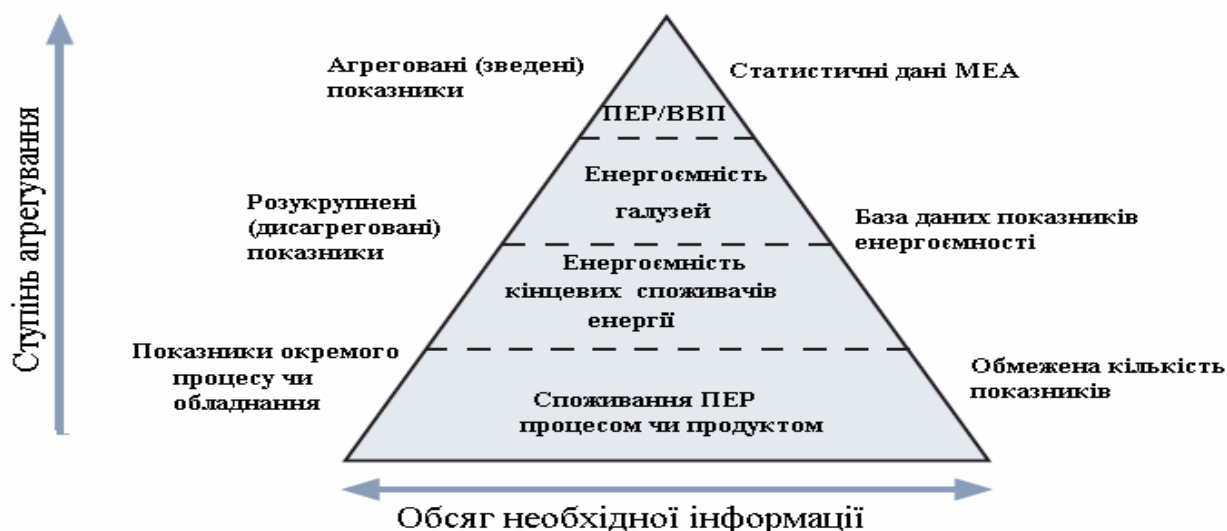 Ступінь агрегування
Агреговані (зведені)
показники
Статистичні дані МЕА
ПЕР/ВВП
Енергоємність
галузей
Розукрупнені
(дисагреговані)
показники
База даних показників
енергоємності
Енергоємність
кінцевих споживачів
енергії
Показники окремого
процесу чи
обладнання
Обмежена кількість
показників
Споживання ПЕР
процесом чи продуктом
Обсяг необхідної інформації